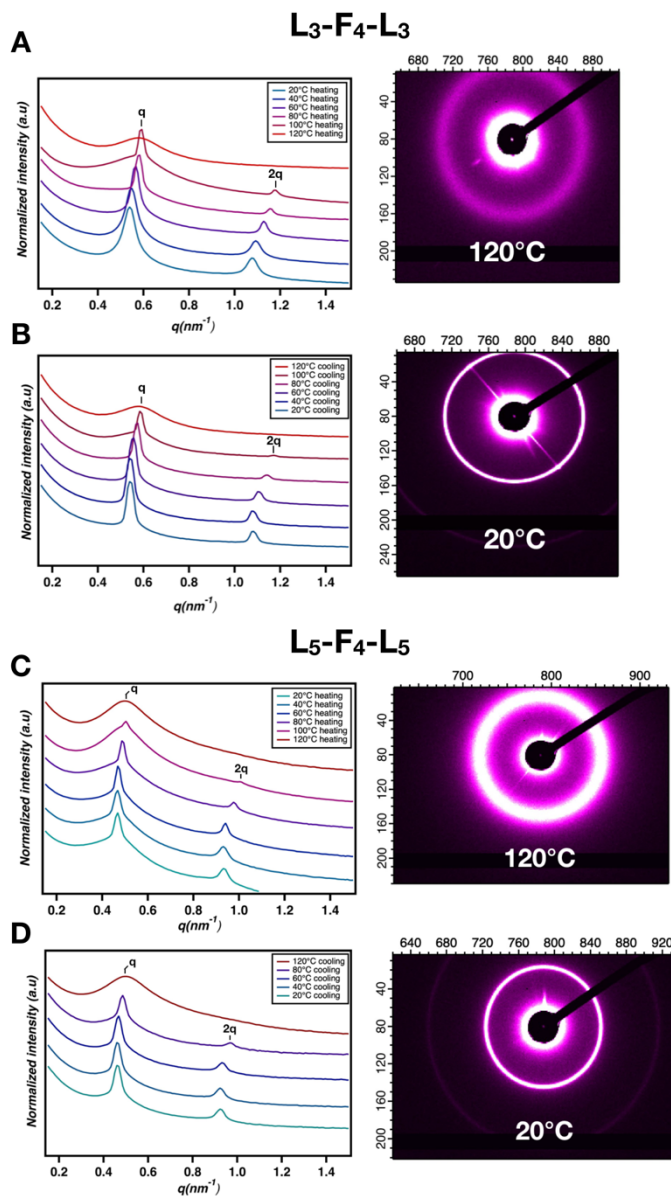 L₃-F₄-L₃
A
Normalized intensity (a.u)
q
2q
20°C heating
40°C heating
60°C heating
80°C heating
100°C heating
120°C heating
0.2 0.4 0.6 0.8 1.0 1.2 1.4
q(nm⁻¹)
660 700 740 780 820 860 900
40
80
120
160
200
120°C
B
Normalized intensity (a.u)
q
2q
120°C cooling
100°C cooling
80°C cooling
60°C cooling
40°C cooling
20°C cooling
0.2 0.4 0.6 0.8 1.0 1.2 1.4
q(nm⁻¹)
680 720 760 800 840 880
40
80
120
160
200
240
20°C
L₅-F₄-L₅
C
Normalized intensity (a.u)
q
2q
20°C heating
40°C heating
60°C heating
80°C heating
100°C heating
120°C heating
0.2 0.4 0.6 0.8 1.0 1.2 1.4
q(nm⁻¹)
700 800 900
40
80
120
160
200
120°C
D
Normalized intensity (a.u)
q
2q
120°C cooling
80°C cooling
60°C cooling
40°C cooling
20°C cooling
0.2 0.4 0.6 0.8 1.0 1.2 1.4
q(nm⁻¹)
640 680 720 760 800 840 880 920
40
80
120
160
200
20°C